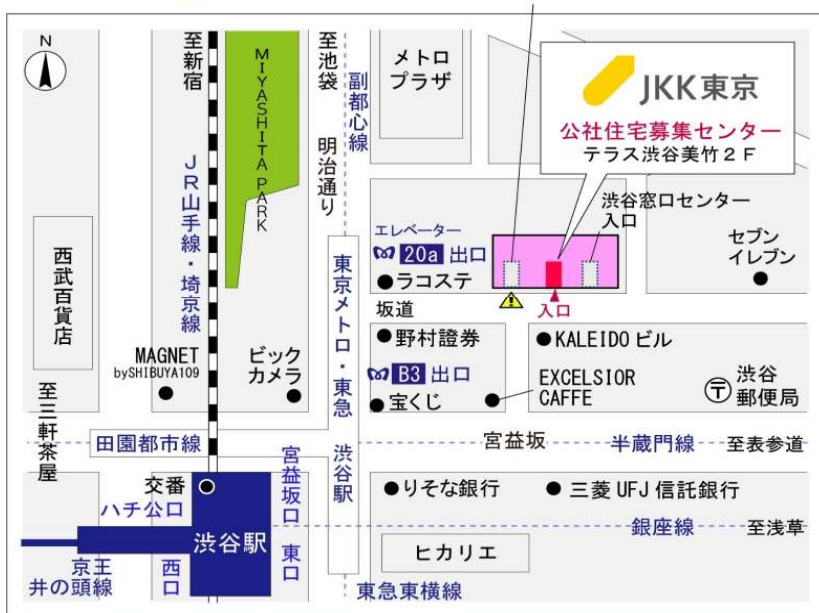 N
至新宿
MIYASHITA PARK
至池袋
明治通り
副都心線
メトロ
プラザ
JKK東京
公社住宅募集センター
テラス渋谷美竹2F
JR山手線・埼京線
西武百貨店
エレベーター
20a 出口
ラコステ
渋谷窓口センター
入口
セブン
イレブン
坂道
入口
東京メトロ・東急 渋谷駅
MAGNET
bySHIBUYA109
ビック
カメラ
野村證券
B3 出口
宝くじ
KALEIDO ビル
EXCELSIOR
CAFFE
〒
渋谷
郵便局
至三軒茶屋
田園都市線
宮益坂
半蔵門線
至表参道
交番
ハチ公口
宮益坂口
りそな銀行
三菱 UFJ 信託銀行
渋谷駅
東口
銀座線
至浅草
ヒカリエ
京王
井の頭線
西口
東急東横線